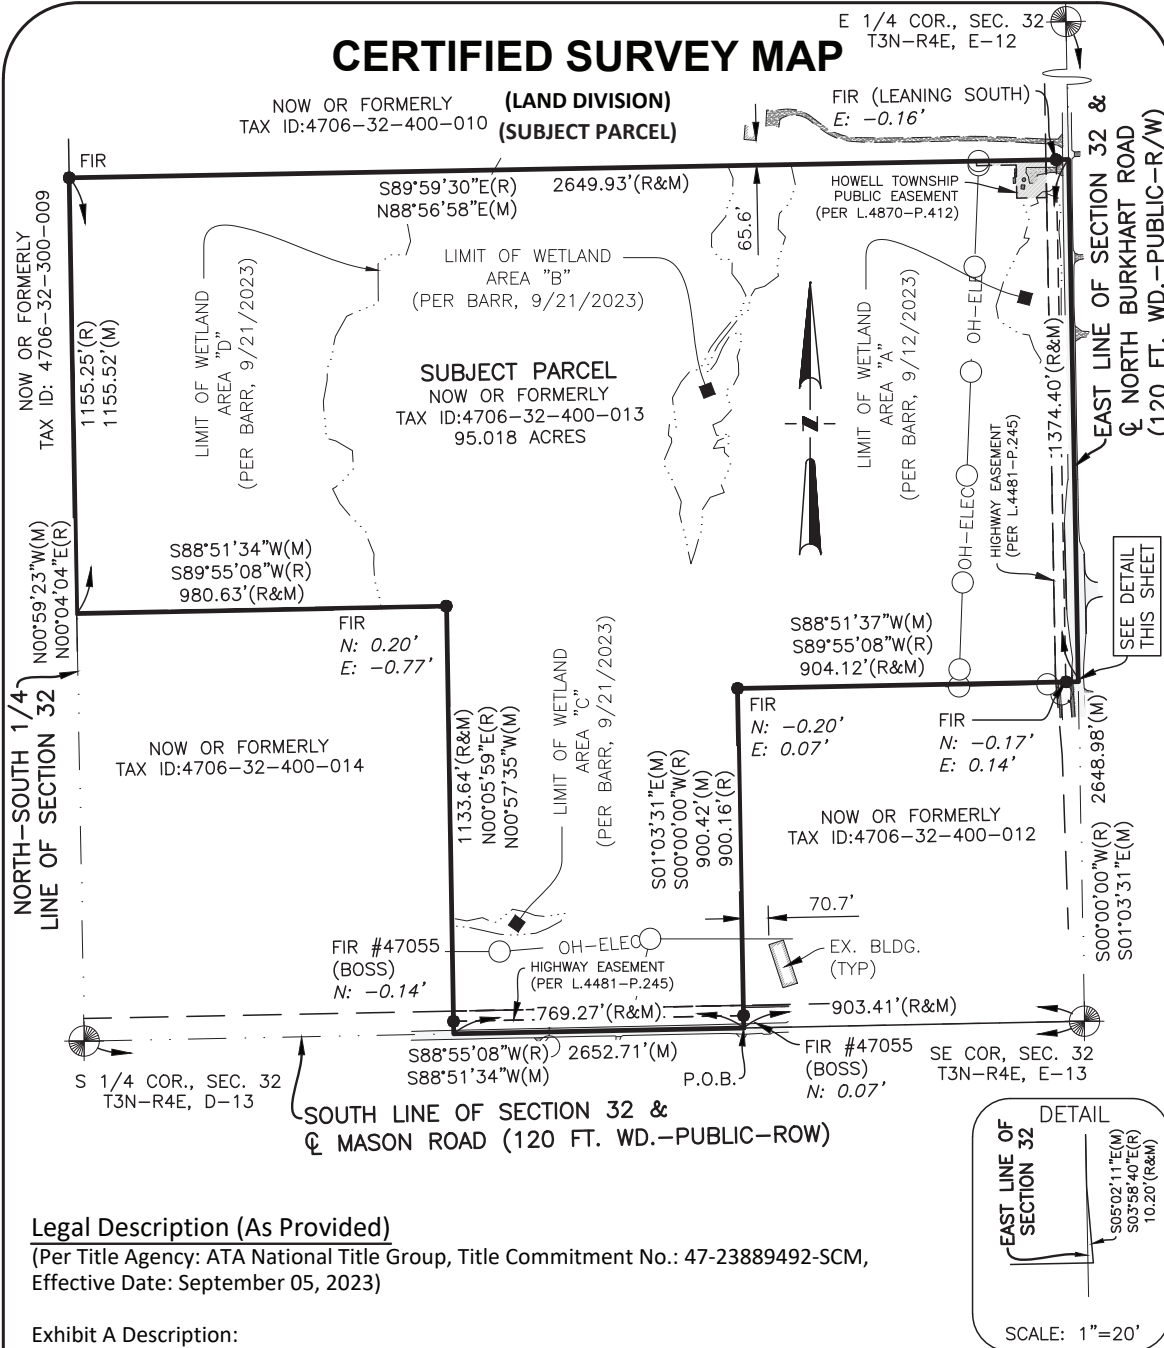 E 1/4 COR., SEC. 32
T3N-R4E, E-12
CERTIFIED SURVEY MAP
(LAND DIVISION)
(SUBJECT PARCEL)
NOW OR FORMERLY
TAX ID:4706-32-400-010
FIR (LEANING SOUTH)
E: -0.16'
FIR
S89°59'30"E(R)
N88°56'58"E(M)
2649.93'(R&M)
65.6'
HOWELL TOWNSHIP
PUBLIC EASEMENT
(PER L.4870-P.412)
EAST LINE OF SECTION 32 &
℄ NORTH BURKHART ROAD
(120 FT. WD.-PUBLIC-R/W)
NOW OR FORMERLY
TAX ID: 4706-32-300-009
1155.25'(R)
1155.52'(M)
LIMIT OF WETLAND
AREA "D"
(PER BARR, 9/21/2023)
LIMIT OF WETLAND
AREA "B"
(PER BARR, 9/21/2023)
LIMIT OF WETLAND
AREA "A"
(PER BARR, 9/12/2023)
OH-ELEC
OH-ELEC
1374.40'(R&M)
HIGHWAY EASEMENT
(PER L.4481-P.245)
SUBJECT PARCEL
NOW OR FORMERLY
TAX ID:4706-32-400-013
95.018 ACRES
N
N00°59'23"W(M)
N00°04'04"E(R)
S88°51'34"W(M)
S89°55'08"W(R)
980.63'(R&M)
FIR
N: 0.20'
E: -0.77'
S88°51'37"W(M)
S89°55'08"W(R)
904.12'(R&M)
SEE DETAIL
THIS SHEET
FIR
N: -0.20'
E: 0.07'
FIR
N: -0.17'
E: 0.14'
NORTH-SOUTH 1/4
LINE OF SECTION 32
NOW OR FORMERLY
TAX ID:4706-32-400-014
1133.64'(R&M)
N00°05'59"E(R)
N00°57'35"W(M)
LIMIT OF WETLAND
AREA "C"
(PER BARR, 9/21/2023)
S01°03'31"E(M)
S00°00'00"W(R)
900.42'(M)
900.16'(R)
NOW OR FORMERLY
TAX ID:4706-32-400-012
2648.98'(M)
S00°00'00"W(R)
S01°03'31"E(M)
70.7'
EX. BLDG.
(TYP)
FIR #47055
(BOSS)
N: -0.14'
OH-ELEC
HIGHWAY EASEMENT
(PER L.4481-P.245)
769.27'(R&M)
903.41'(R&M)
S88°55'08"W(R)
S88°51'34"W(M)
2652.71'(M)
P.O.B.
FIR #47055
(BOSS)
N: 0.07'
SE COR, SEC. 32
T3N-R4E, E-13
S 1/4 COR., SEC. 32
T3N-R4E, D-13
SOUTH LINE OF SECTION 32 &
℄ MASON ROAD (120 FT. WD.-PUBLIC-ROW)
DETAIL
EAST LINE OF
SECTION 32
S05°02'11"E(M)
S03°58'40"E(R)
10.20'(R&M)
SCALE: 1"=20'
Legal Description (As Provided)
(Per Title Agency: ATA National Title Group, Title Commitment No.: 47-23889492-SCM,
Effective Date: September 05, 2023)
Exhibit A Description: